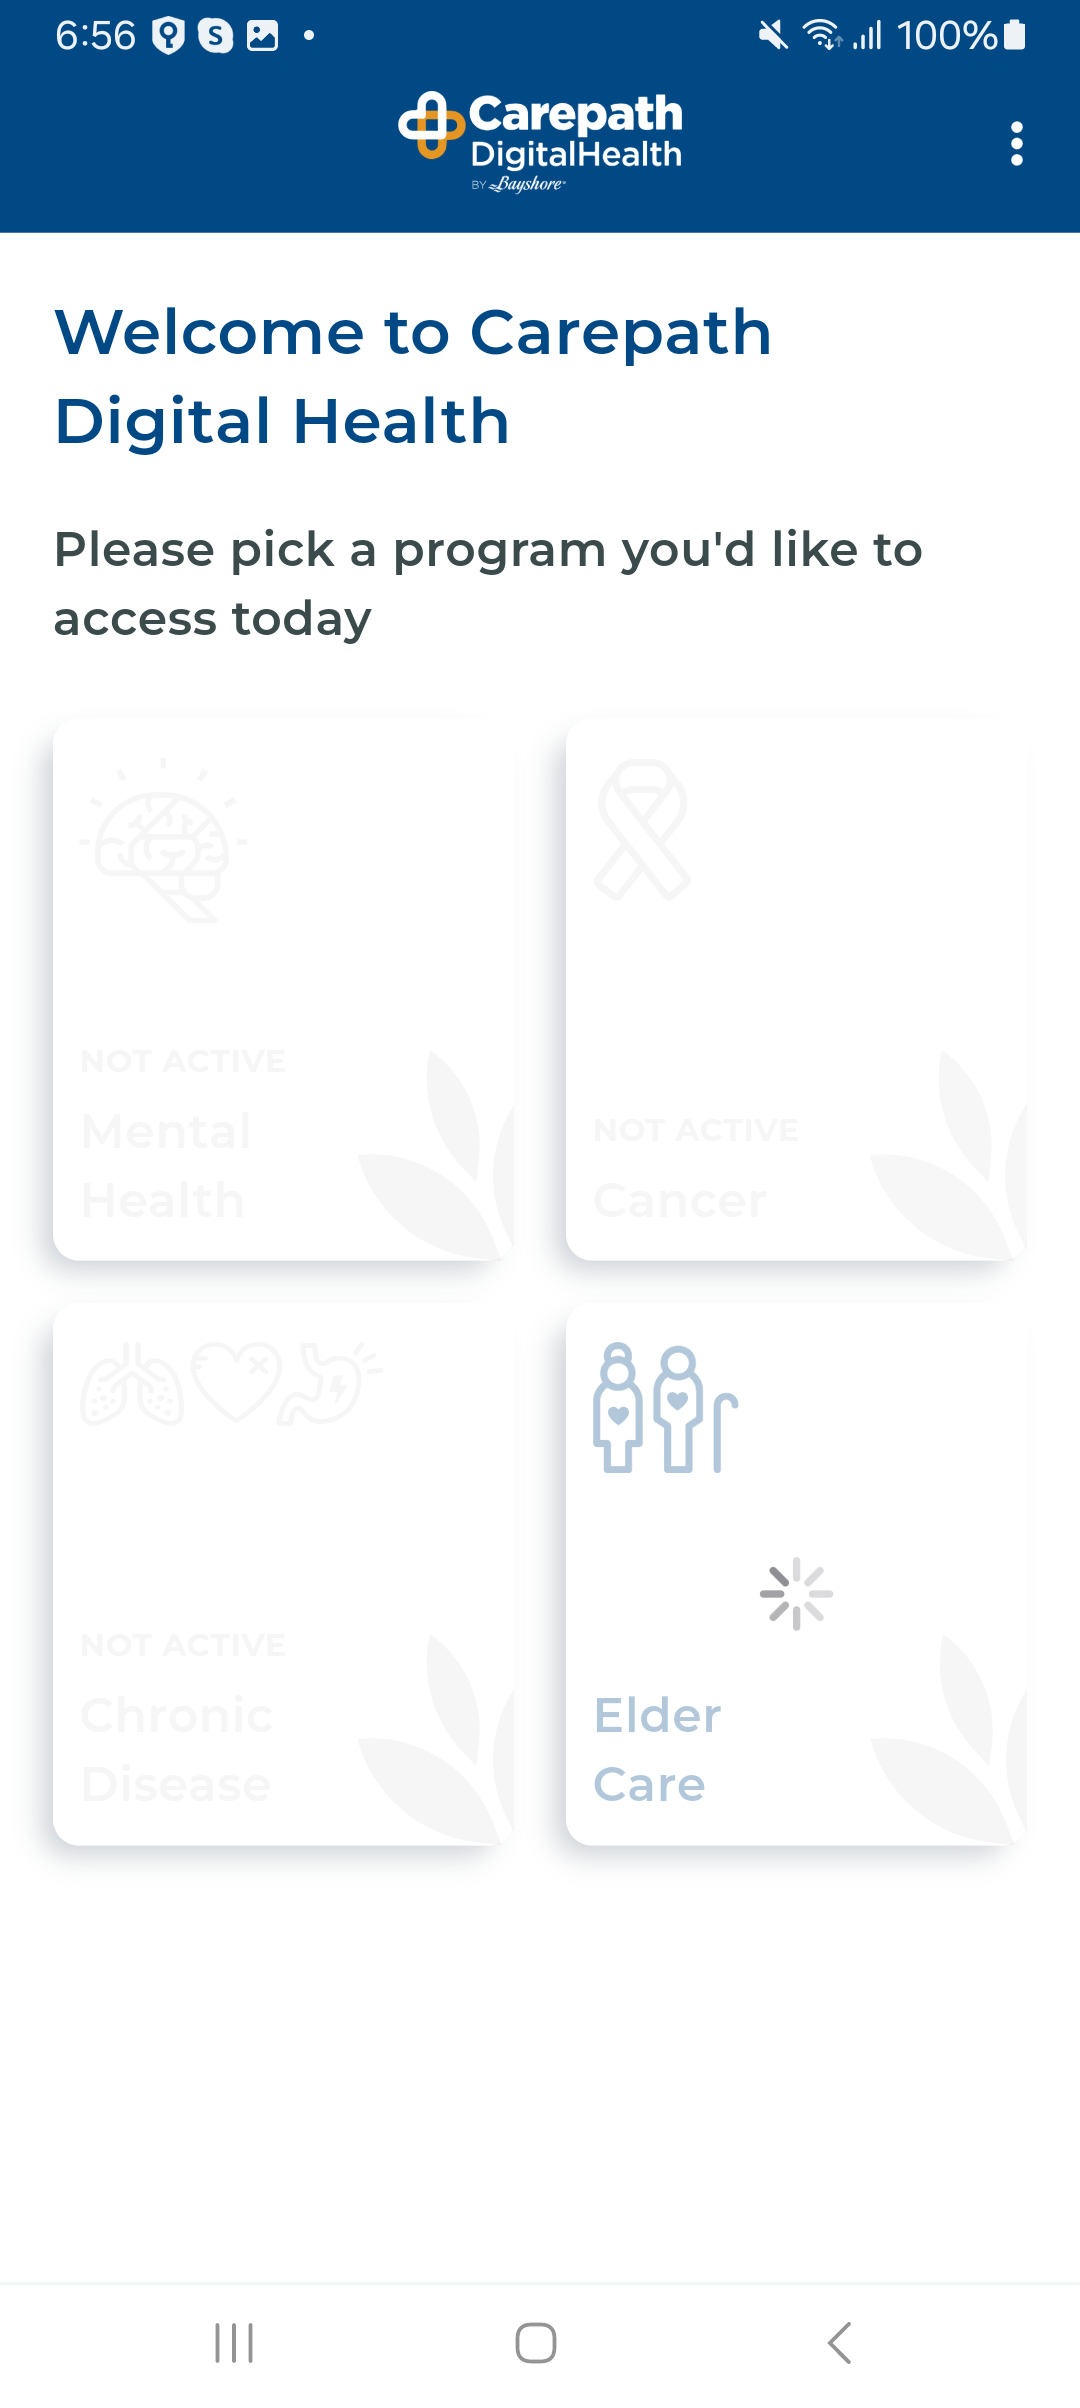 6:56
S
100%
Carepath
DigitalHealth
BY Bayshore
Welcome to Carepath
Digital Health
Please pick a program you'd like to
access today
NOT ACTIVE
Mental
Health
NOT ACTIVE
Cancer
NOT ACTIVE
Chronic
Disease
Elder
Care